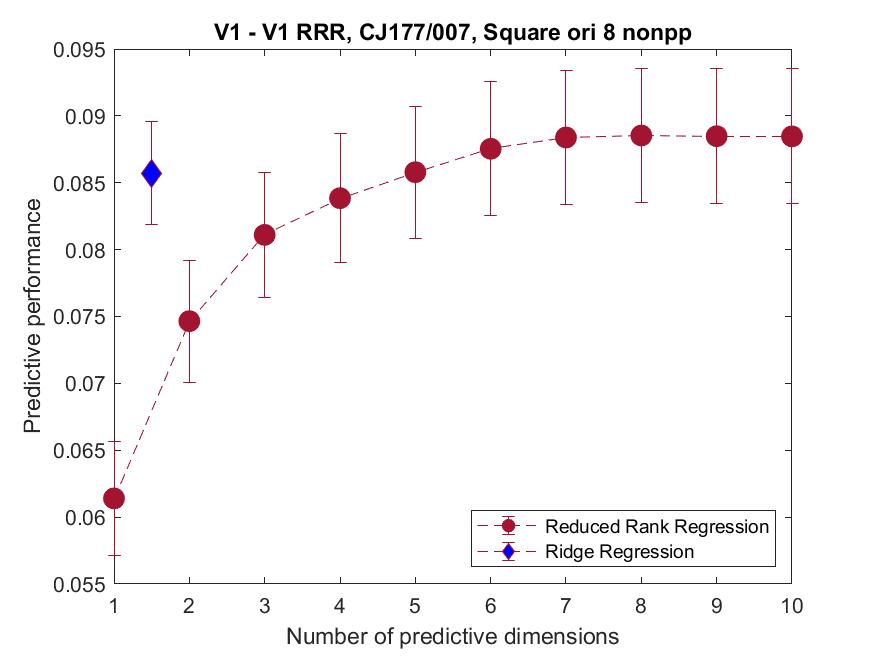 V1 - V1 RRR, CJ177/007, Square ori 8 nonpp
0.095
0.09
0.085
0.08
0.075
0.07
0.065
0.06
0.055
Predictive performance
1 2 3 4 5 6 7 8 9 10
Number of predictive dimensions
Reduced Rank Regression
Ridge Regression